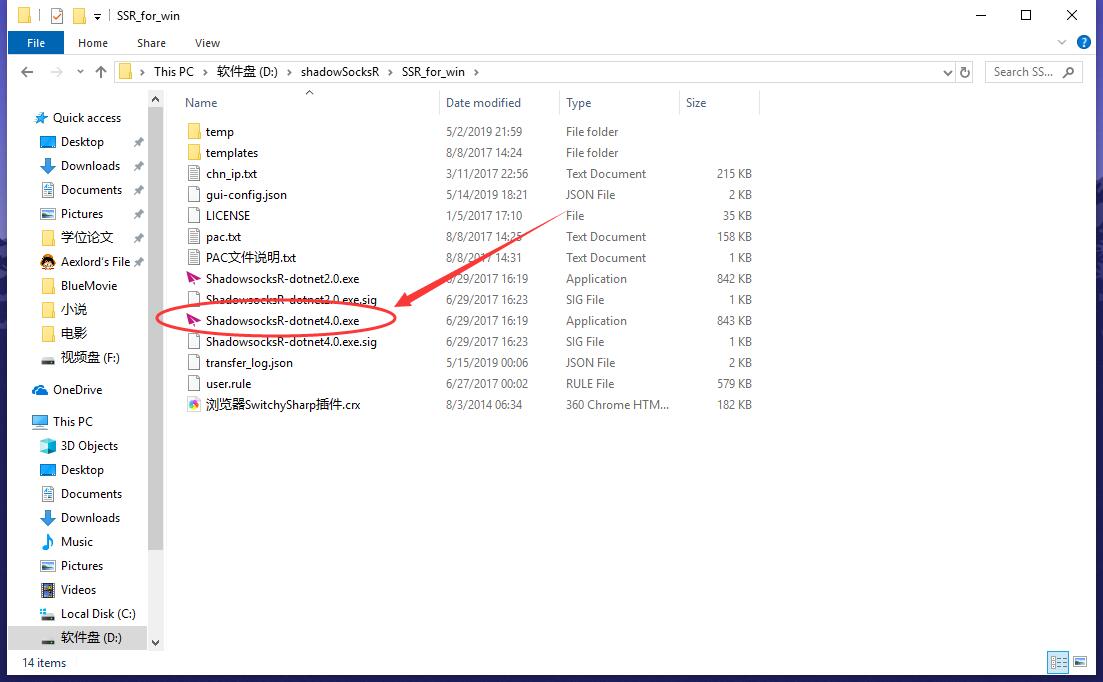 SSR_for_win
File Home Share View
This PC 软件盘 (D:) shadowSocksR SSR_for_win
Search SS...
Name Date modified Type Size
Quick access
Desktop
Downloads
Documents
Pictures
学位论文
Aexlord's File
BlueMovie
小说
电影
视频盘 (F:)
OneDrive
This PC
3D Objects
Desktop
Documents
Downloads
Music
Pictures
Videos
Local Disk (C:)
软件盘 (D:)
temp 5/2/2019 21:59 File folder
templates 8/8/2017 14:24 File folder
chn_ip.txt 3/11/2017 22:56 Text Document 215 KB
gui-config.json 5/14/2019 18:21 JSON File 2 KB
LICENSE 1/5/2017 17:10 File 35 KB
pac.txt 8/8/2017 14:25 Text Document 158 KB
PAC文件说明.txt 8/8/2017 14:31 Text Document 1 KB
ShadowsocksR-dotnet2.0.exe 6/29/2017 16:19 Application 842 KB
ShadowsocksR-dotnet2.0.exe.sig 6/29/2017 16:23 SIG File 1 KB
ShadowsocksR-dotnet4.0.exe 6/29/2017 16:19 Application 843 KB
ShadowsocksR-dotnet4.0.exe.sig 6/29/2017 16:23 SIG File 1 KB
transfer_log.json 5/15/2019 00:06 JSON File 2 KB
user.rule 6/27/2017 00:02 RULE File 579 KB
浏览器SwitchySharp插件.crx 8/3/2014 06:34 360 Chrome HTM... 182 KB
14 items